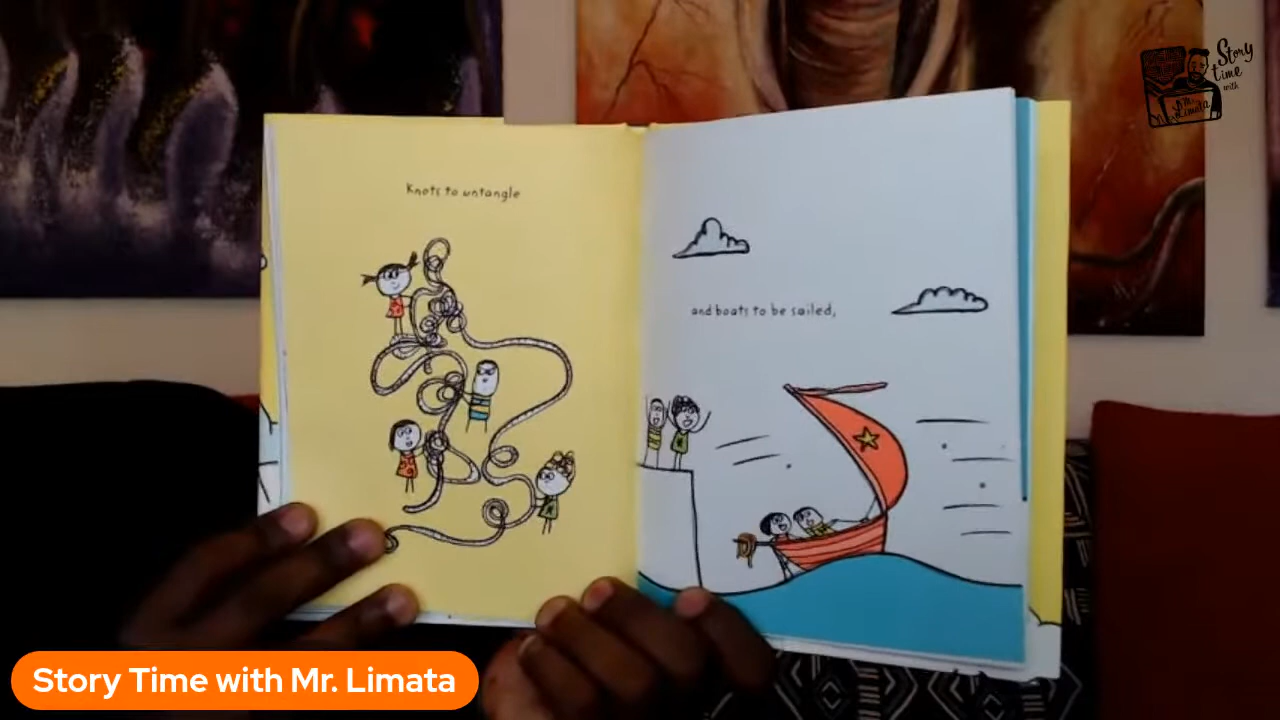 Story
time
with
Mr.
Limata
Knots to untangle
and boats to be sailed,
Story Time with Mr. Limata